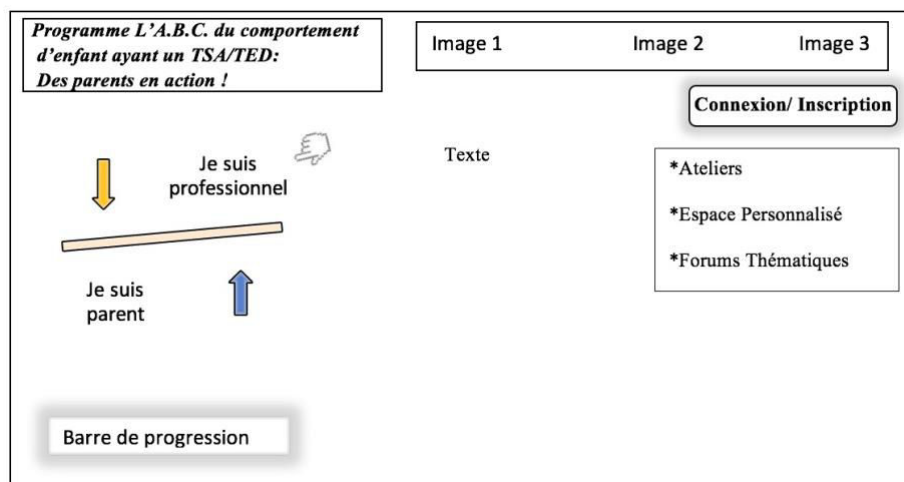 Programme L'A.B.C. du comportement
d'enfant ayant un TSA/TED:
Des parents en action !
Image 1 Image 2 Image 3
Connexion/ Inscription
Je suis
professionnel
Texte
*Ateliers
*Espace Personnalisé
*Forums Thématiques
Je suis
parent
Barre de progression